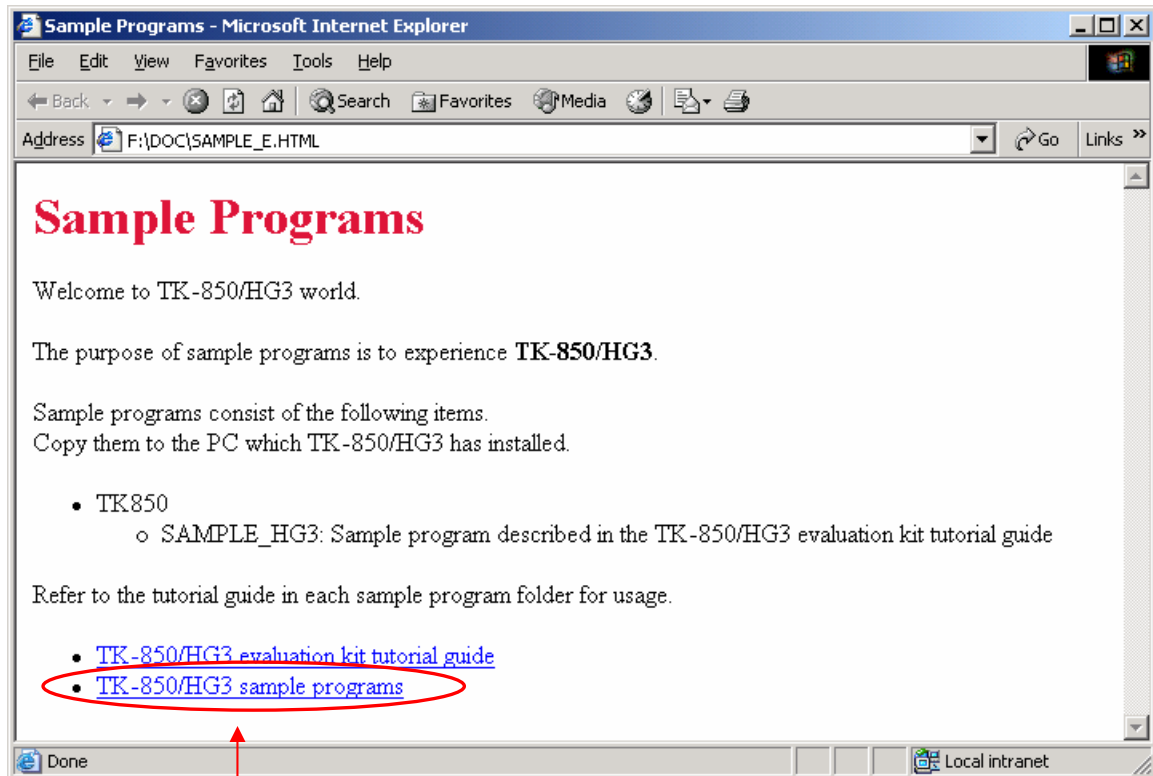 Sample Programs - Microsoft Internet Explorer
File Edit View Favorites Tools Help
Back Search Favorites Media
Address F:\DOC\SAMPLE_E.HTML Go Links »
Sample Programs
Welcome to TK-850/HG3 world.
The purpose of sample programs is to experience TK-850/HG3.
Sample programs consist of the following items.
Copy them to the PC which TK-850/HG3 has installed.
• TK850
o SAMPLE_HG3: Sample program described in the TK-850/HG3 evaluation kit tutorial guide
Refer to the tutorial guide in each sample program folder for usage.
• TK-850/HG3 evaluation kit tutorial guide
• TK-850/HG3 sample programs
Done Local intranet